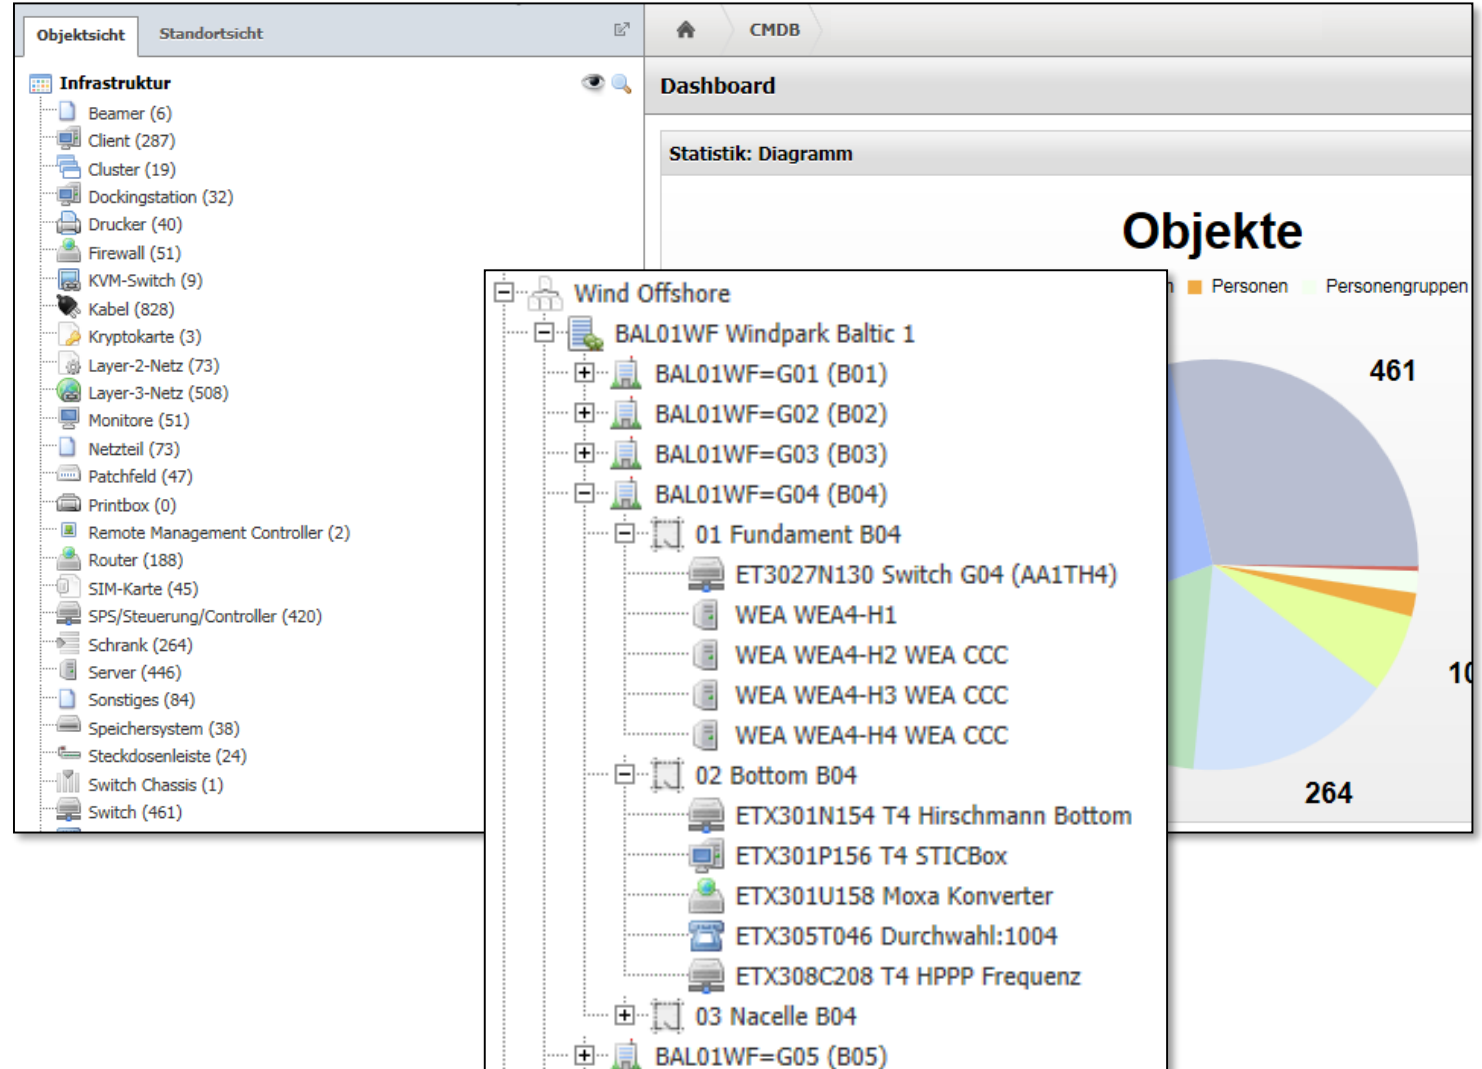 Objektsicht
Standortsicht
Infrastruktur
Beamer (6)
Client (287)
Cluster (19)
Dockingstation (32)
Drucker (40)
Firewall (51)
KVM-Switch (9)
Kabel (828)
Kryptokarte (3)
Layer-2-Netz (73)
Layer-3-Netz (508)
Monitore (51)
Netzteil (73)
Patchfeld (47)
Printbox (0)
Remote Management Controller (2)
Router (188)
SIM-Karte (45)
SPS/Steuerung/Controller (420)
Schrank (264)
Server (446)
Sonstiges (84)
Speichersystem (38)
Steckdosenleiste (24)
Switch Chassis (1)
Switch (461)
CMDB
Dashboard
Statistik: Diagramm
Objekte
Personen
Personengruppen
461
10
264
Wind Offshore
BAL01WF Windpark Baltic 1
BAL01WF=G01 (B01)
BAL01WF=G02 (B02)
BAL01WF=G03 (B03)
BAL01WF=G04 (B04)
01 Fundament B04
ET3027N130 Switch G04 (AA1TH4)
WEA WEA4-H1
WEA WEA4-H2 WEA CCC
WEA WEA4-H3 WEA CCC
WEA WEA4-H4 WEA CCC
02 Bottom B04
ETX301N154 T4 Hirschmann Bottom
ETX301P156 T4 STICBox
ETX301U158 Moxa Konverter
ETX305T046 Durchwahl:1004
ETX308C208 T4 HPPP Frequenz
03 Nacelle B04
BAL01WF=G05 (B05)